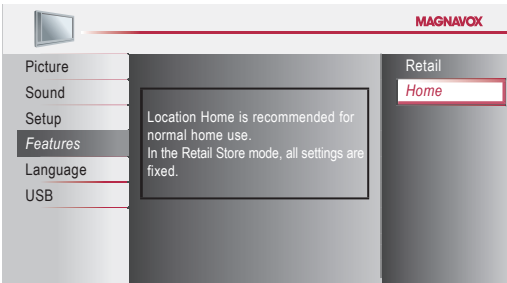 MAGNAVOX
Picture
Sound
Setup
Features
Language
USB
Location Home is recommended for
normal home use.
In the Retail Store mode, all settings are
fixed.
Retail
Home